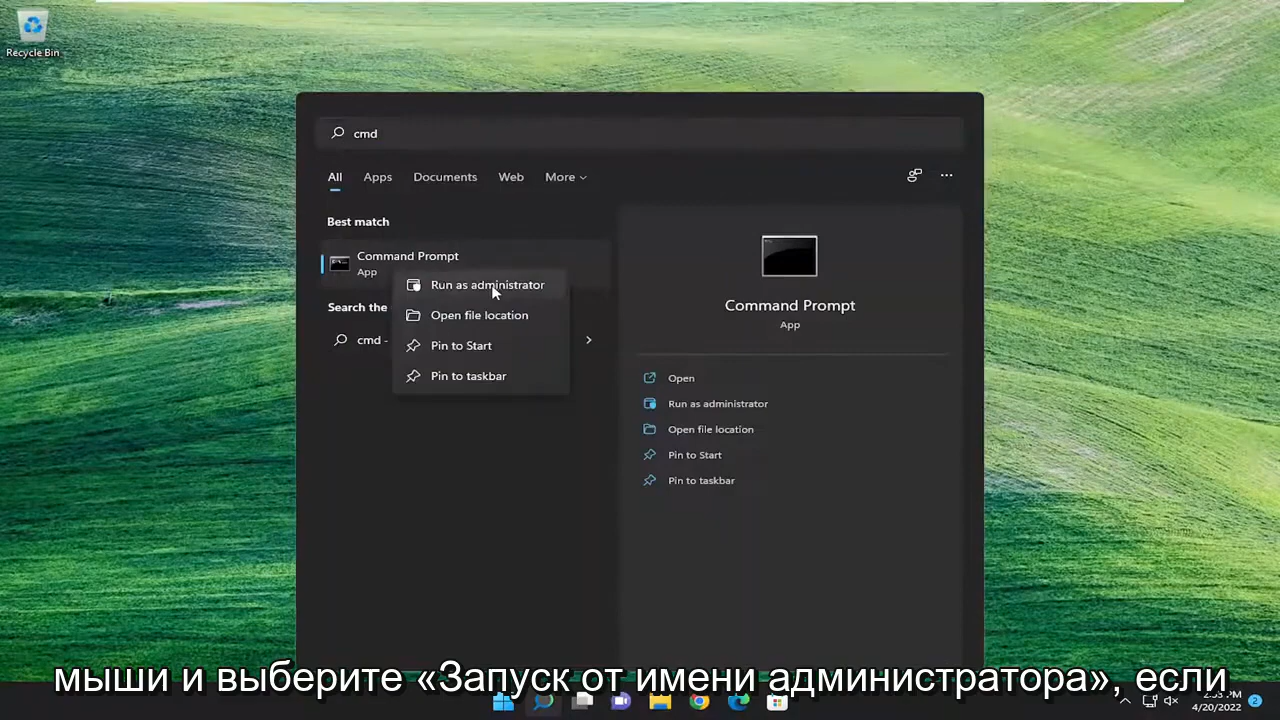 Recycle Bin
cmd
All Apps Documents Web More
Best match
Command Prompt
App
Run as administrator
Search the
Open file location
cmd -
Pin to Start
Pin to taskbar
Command Prompt
App
Open
Run as administrator
Open file location
Pin to Start
Pin to taskbar
мыши и выберите «Запуск от имени администратора», если
4/20/2022
2